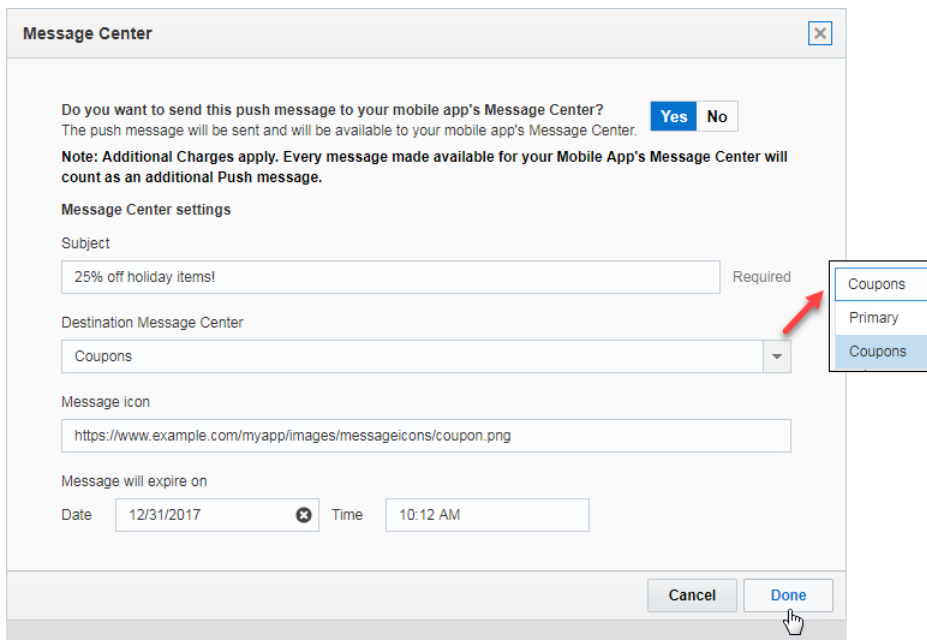 Message Center
Do you want to send this push message to your mobile app's Message Center?
Yes No
The push message will be sent and will be available to your mobile app's Message Center.
Note: Additional Charges apply. Every message made available for your Mobile App's Message Center will
count as an additional Push message.
Message Center settings
Subject
25% off holiday items!
Required
Destination Message Center
Coupons
Coupons
Primary
Coupons
Message icon
https://www.example.com/myapp/images/messageicons/coupon.png
Message will expire on
Date 12/31/2017 Time 10:12 AM
Cancel Done